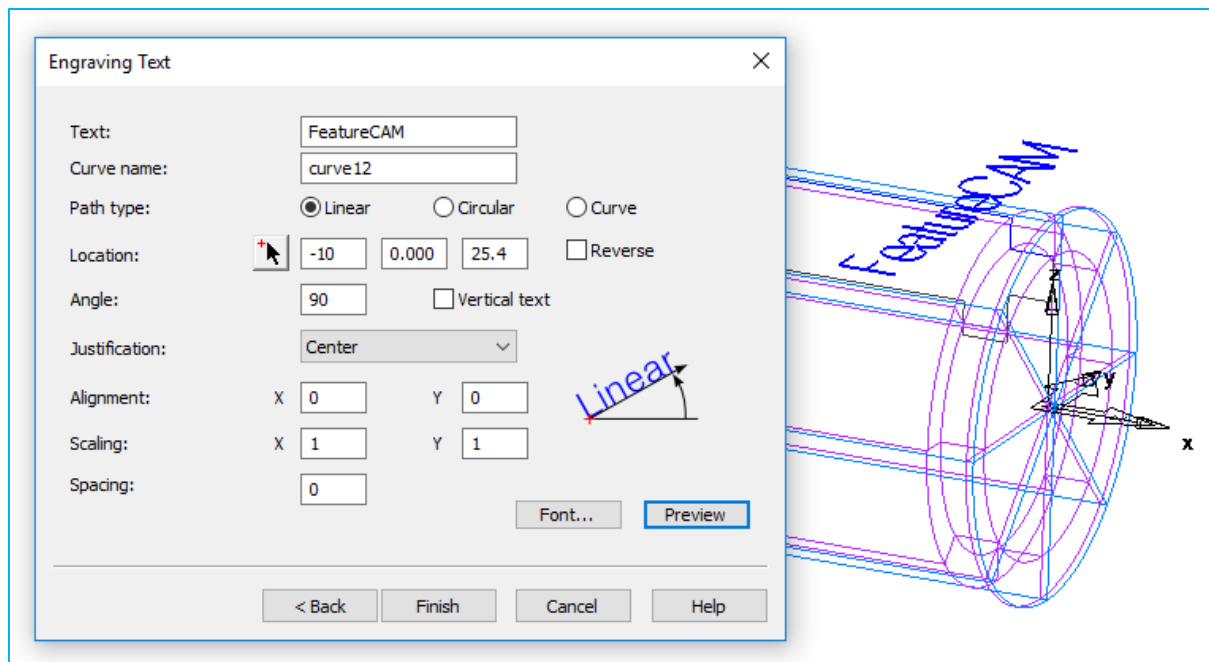 Engraving Text
Text: FeatureCAM
Curve name: curve12
Path type: Linear Circular Curve
Location: -10 0.000 25.4 Reverse
Angle: 90 Vertical text
Justification: Center
Alignment: X 0 Y 0
Scaling: X 1 Y 1
Spacing: 0
Linear
Font... Preview
< Back Finish Cancel Help
FeatureCAM
z
y
x